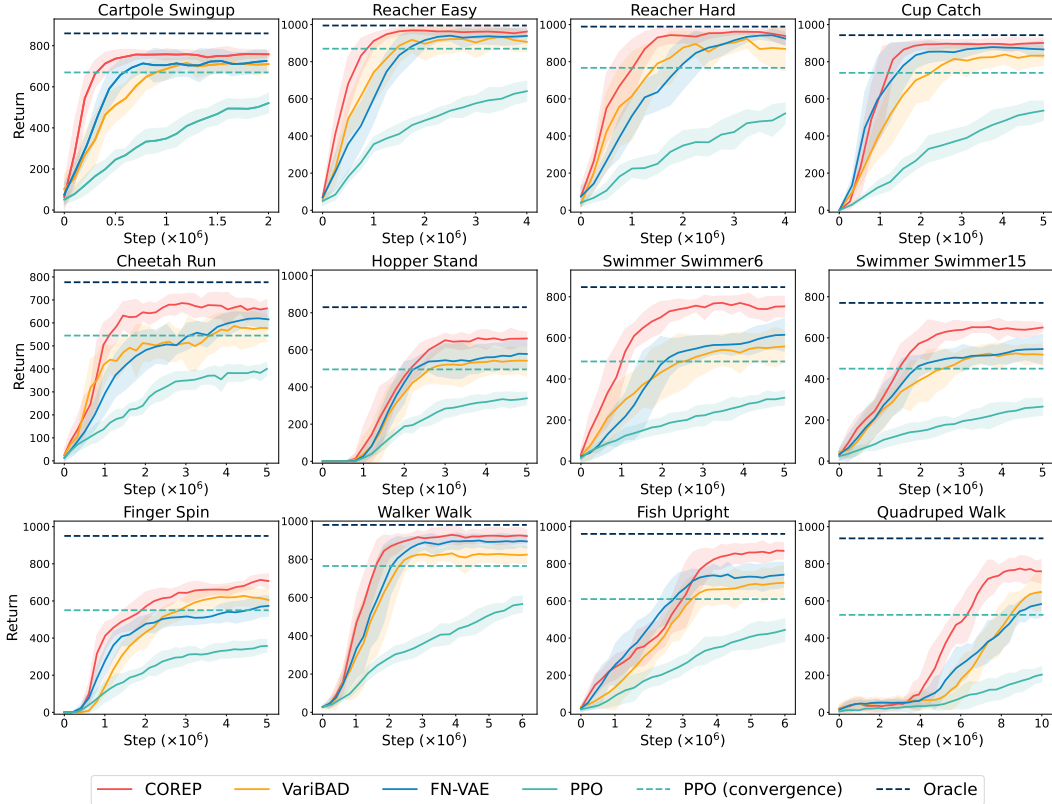 Cartpole Swingup
Reacher Easy
Reacher Hard
Cup Catch
Return
800
600
400
200
0
0 0.5 1 1.5 2
Step (×10⁶)
1000
800
600
400
200
0
0 1 2 3 4
Step (×10⁶)
1000
800
600
400
200
0
0 1 2 3 4
Step (×10⁶)
1000
800
600
400
200
0
0 1 2 3 4 5
Step (×10⁶)
Cheetah Run
Hopper Stand
Swimmer Swimmer6
Swimmer Swimmer15
Return
800
700
600
500
400
300
200
100
0
0 1 2 3 4 5
Step (×10⁶)
1000
800
600
400
200
0
0 1 2 3 4 5
Step (×10⁶)
800
600
400
200
0
0 1 2 3 4 5
Step (×10⁶)
800
600
400
200
0
0 1 2 3 4 5
Step (×10⁶)
Finger Spin
Walker Walk
Fish Upright
Quadruped Walk
Return
1000
800
600
400
200
0
0 1 2 3 4 5
Step (×10⁶)
1000
800
600
400
200
0
0 1 2 3 4 5 6
Step (×10⁶)
1000
800
600
400
200
0
0 1 2 3 4 5 6
Step (×10⁶)
1000
800
600
400
200
0
0 2 4 6 8 10
Step (×10⁶)
COREP VariBAD FN-VAE PPO PPO (convergence) Oracle